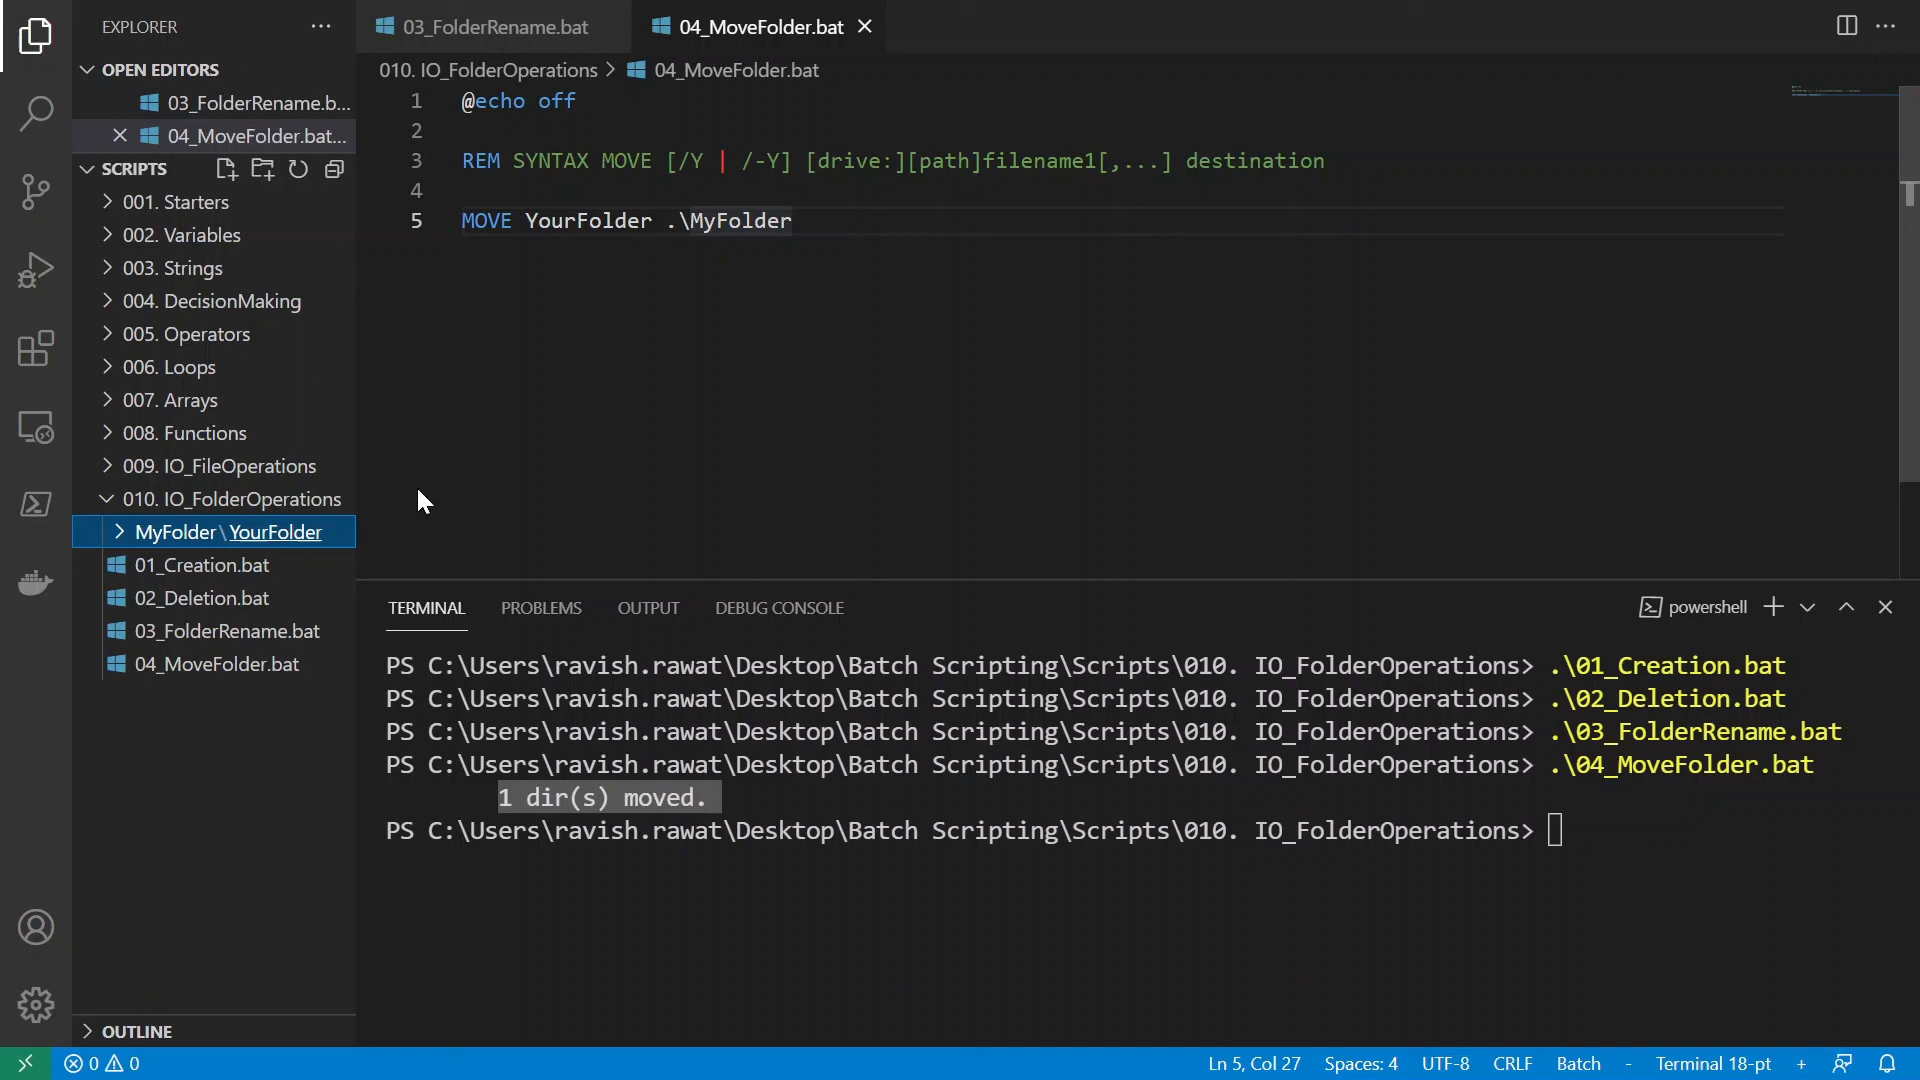 EXPLORER
OPEN EDITORS
03_FolderRename.b...
04_MoveFolder.bat...
SCRIPTS
001. Starters
002. Variables
003. Strings
004. DecisionMaking
005. Operators
006. Loops
007. Arrays
008. Functions
009. IO_FileOperations
010. IO_FolderOperations
MyFolder\YourFolder
01_Creation.bat
02_Deletion.bat
03_FolderRename.bat
04_MoveFolder.bat
OUTLINE
03_FolderRename.bat 04_MoveFolder.bat
010. IO_FolderOperations > 04_MoveFolder.bat
1 @echo off
2
3 REM SYNTAX MOVE [/Y | /-Y] [drive:][path]filename1[,...] destination
4
5 MOVE YourFolder .\MyFolder
TERMINAL PROBLEMS OUTPUT DEBUG CONSOLE powershell
PS C:\Users\ravish.rawat\Desktop\Batch Scripting\Scripts\010. IO_FolderOperations> .\01_Creation.bat
PS C:\Users\ravish.rawat\Desktop\Batch Scripting\Scripts\010. IO_FolderOperations> .\02_Deletion.bat
PS C:\Users\ravish.rawat\Desktop\Batch Scripting\Scripts\010. IO_FolderOperations> .\03_FolderRename.bat
PS C:\Users\ravish.rawat\Desktop\Batch Scripting\Scripts\010. IO_FolderOperations> .\04_MoveFolder.bat
1 dir(s) moved.
PS C:\Users\ravish.rawat\Desktop\Batch Scripting\Scripts\010. IO_FolderOperations>
0 0 Ln 5, Col 27 Spaces: 4 UTF-8 CRLF Batch - Terminal 18-pt +